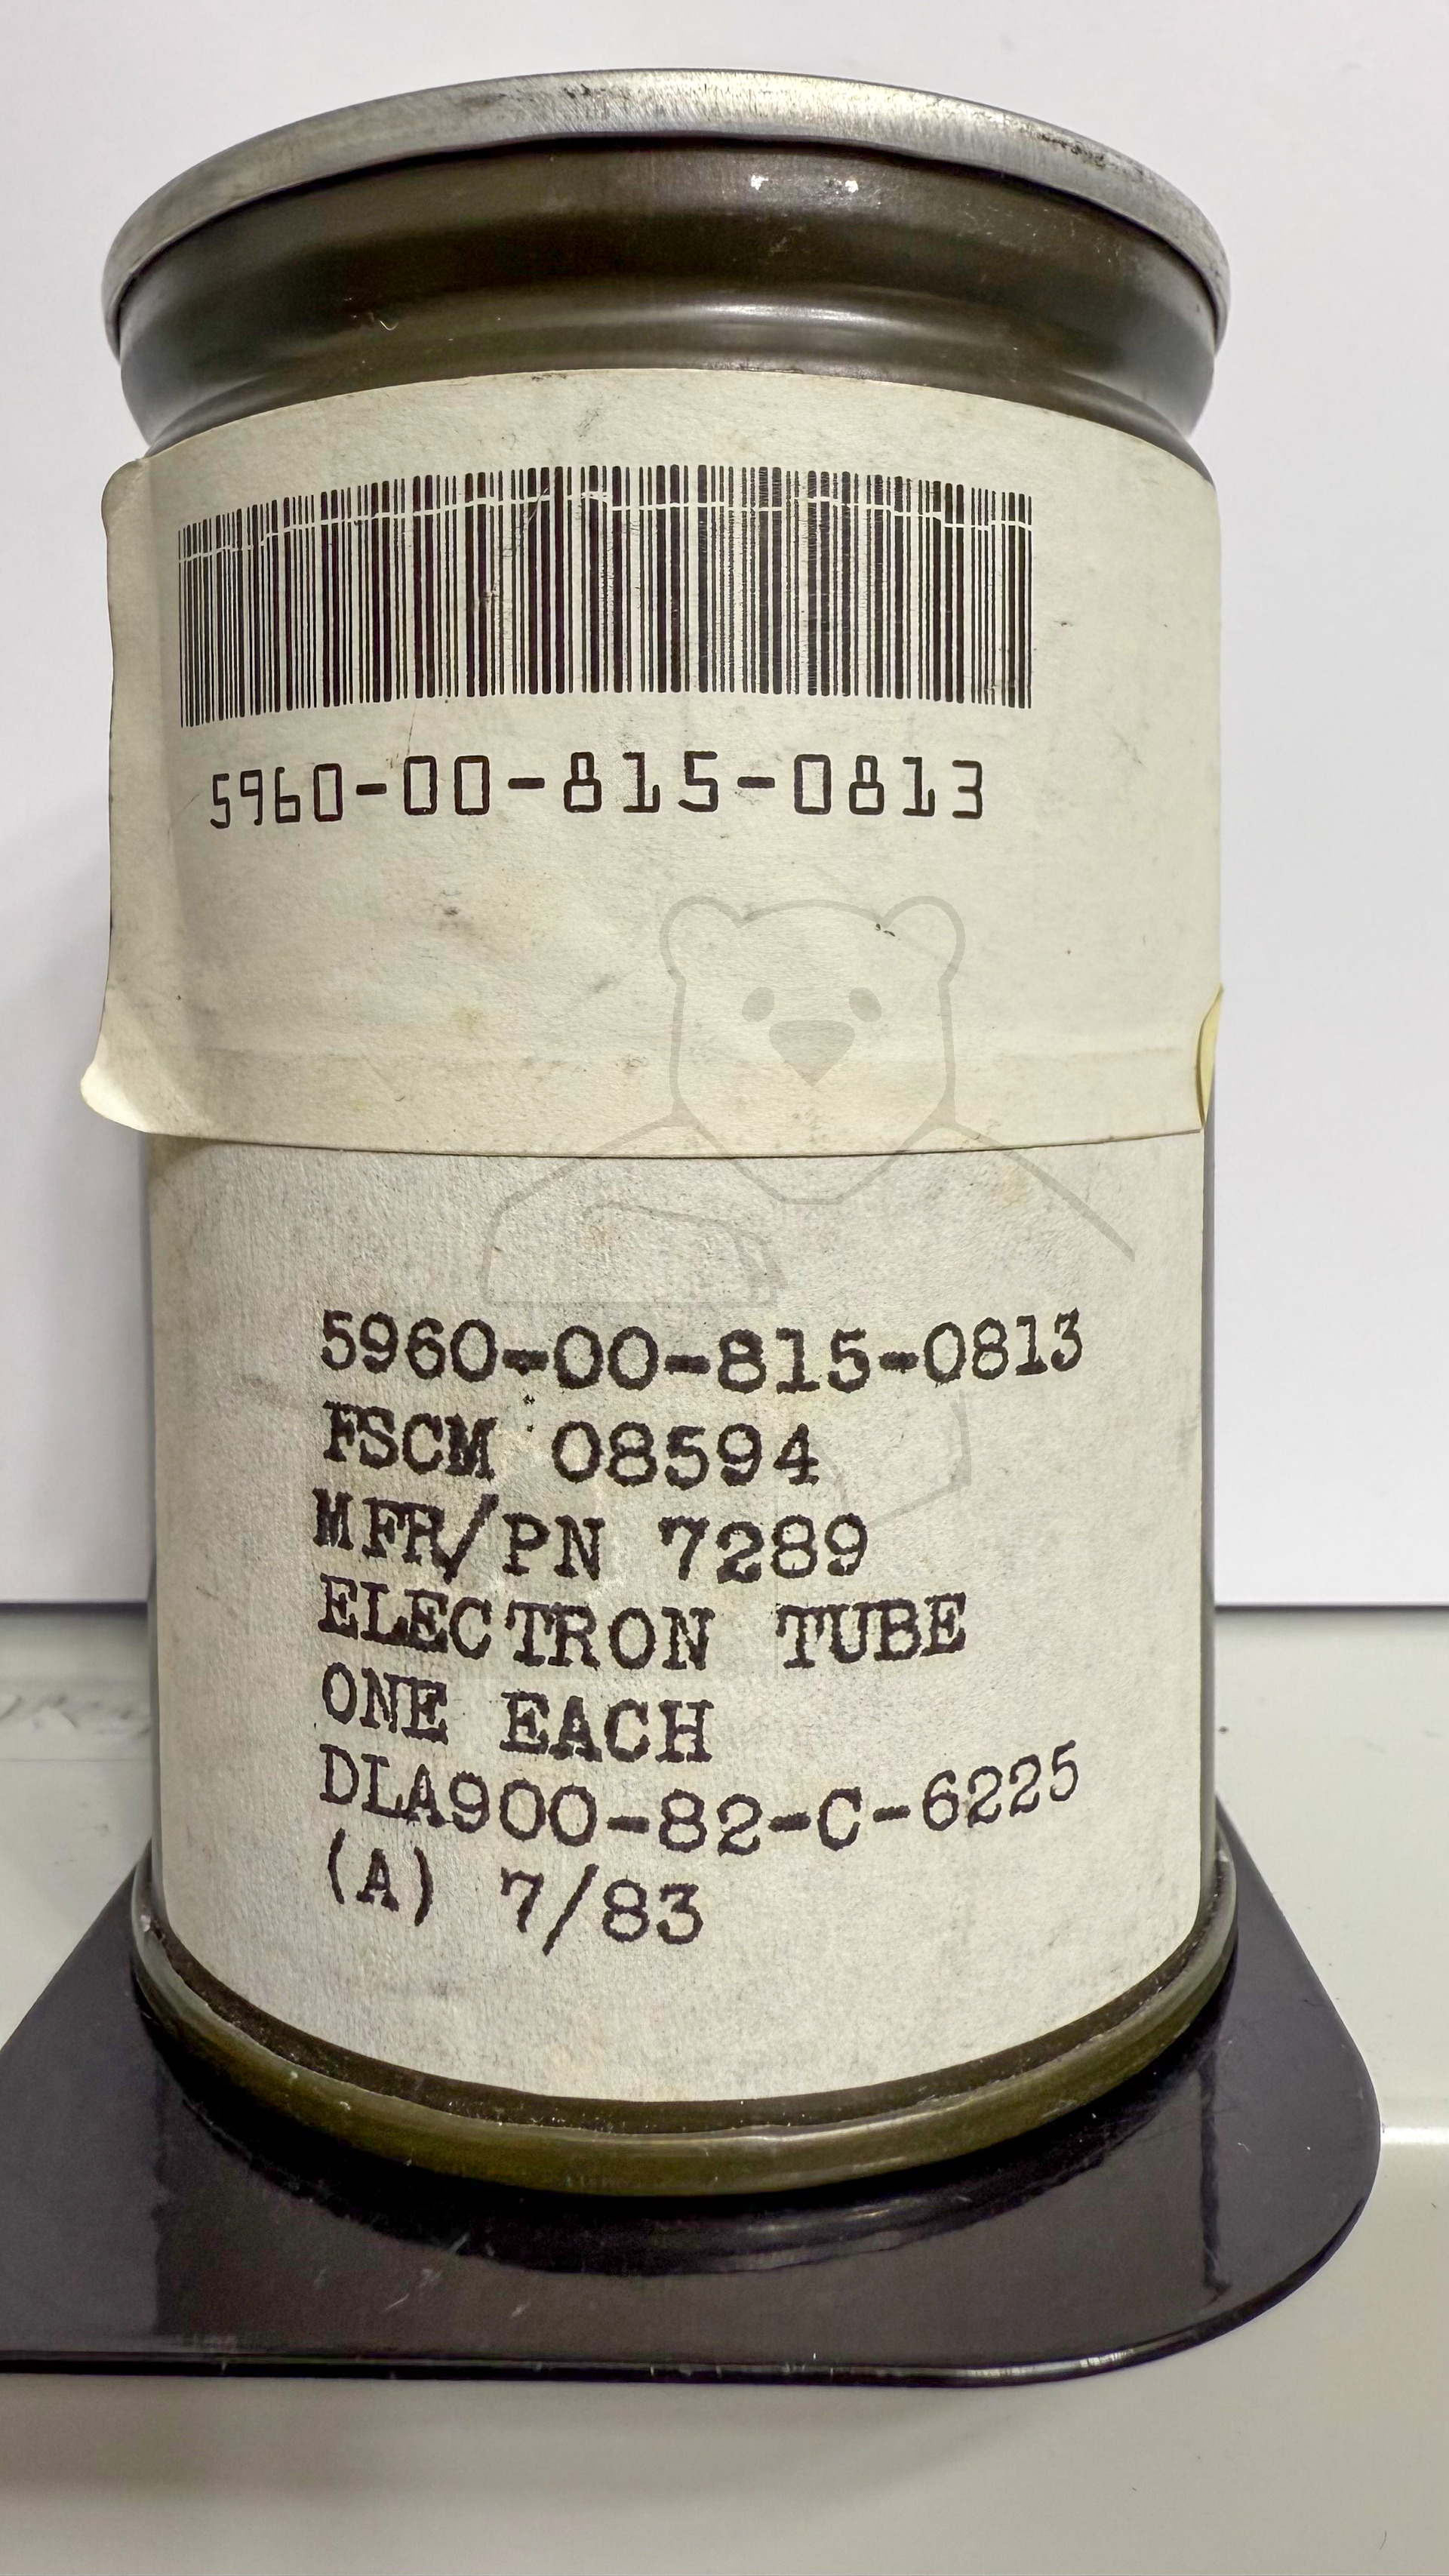 5960-00-815-0813
5960-00-815-0813
FSCM 08594
MFR/PN 7289
ELECTRON TUBE
ONE EACH
DLA900-82-C-6225
(A) 7/83